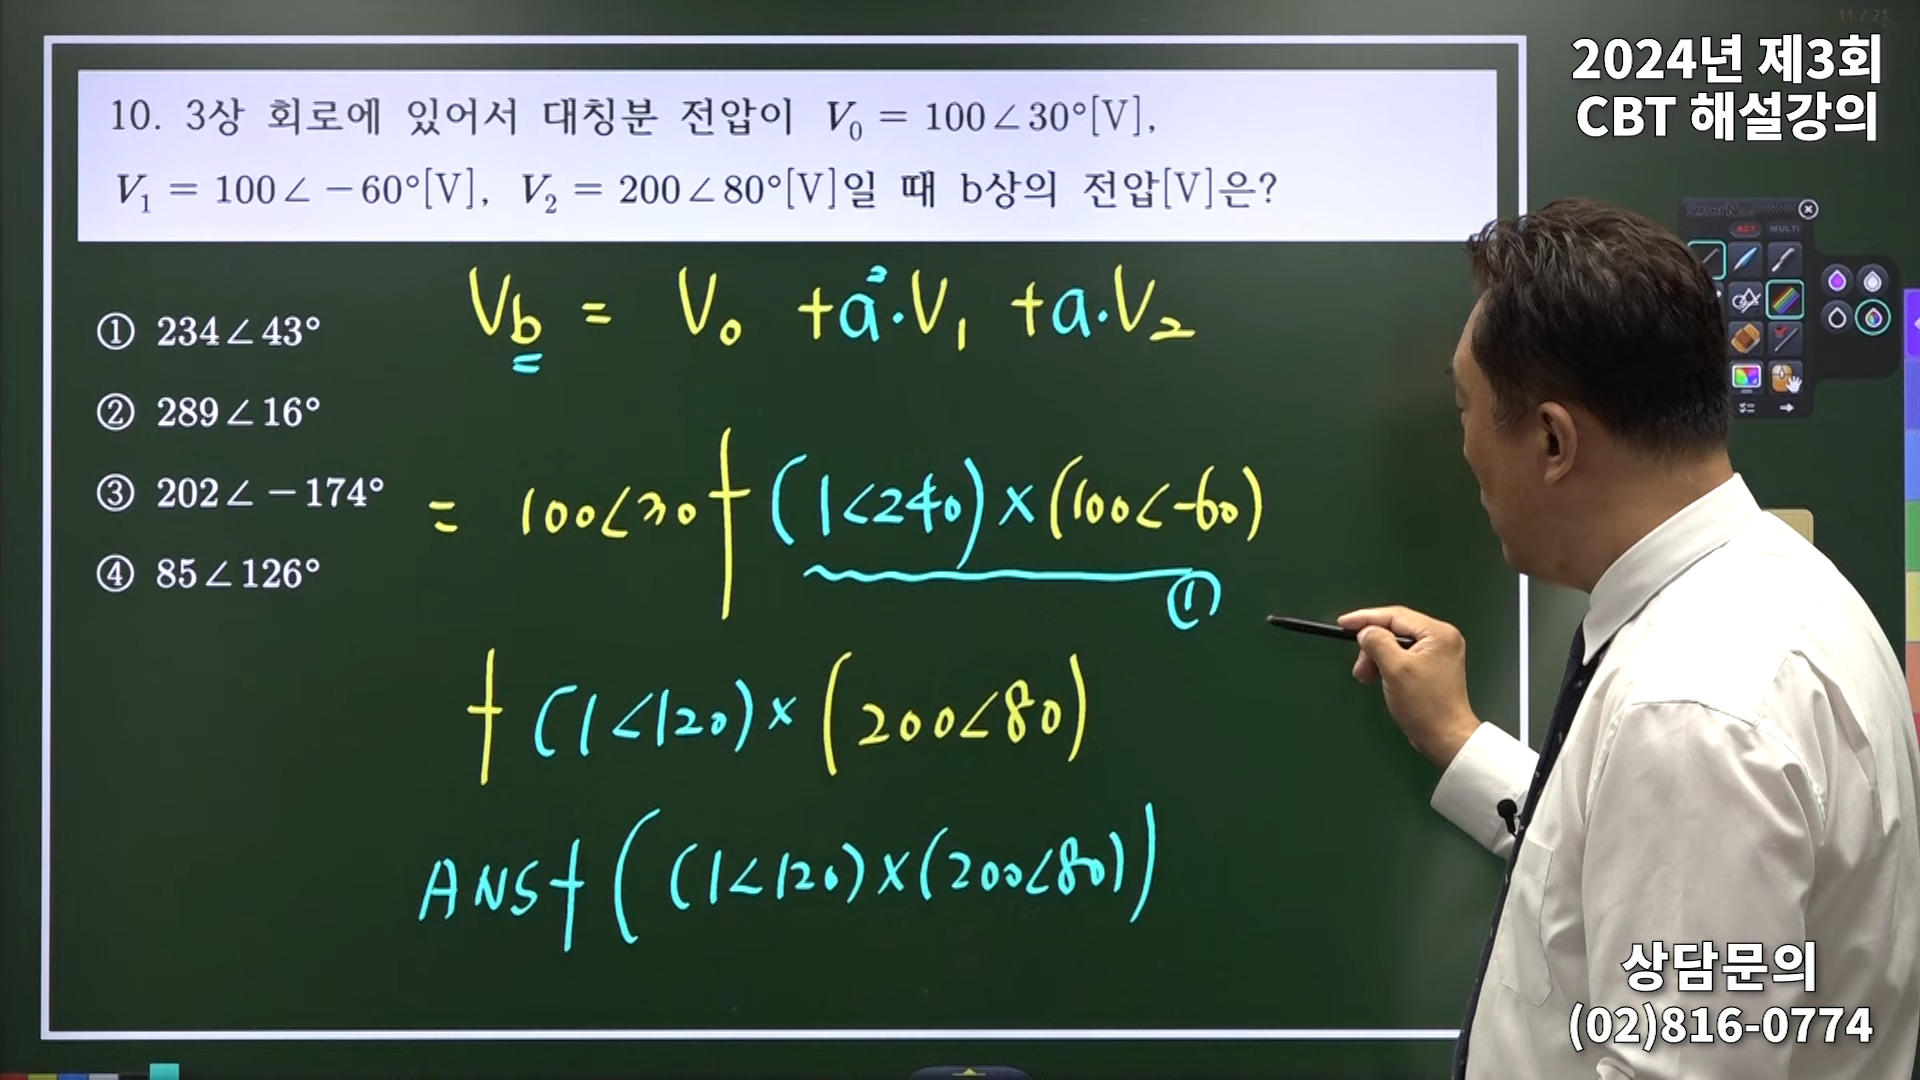 11 / 21
2024년 제3회
CBT 해설강의
10. 3상 회로에 있어서 대칭분 전압이 V₀ = 100∠30°[V],
V₁ = 100∠-60°[V], V₂ = 200∠80°[V]일 때 b상의 전압[V]은?
① 234∠43°
② 289∠16°
③ 202∠-174°
④ 85∠126°
Vb = V₀ + a²·V₁ + a·V₂
= 100∠30 + (1∠240)×(100∠-60)
①
+ (1∠120)×(200∠80)
ANS + ((1∠120)×(200∠80))
ACT MULTI
상담문의
(02)816-0774